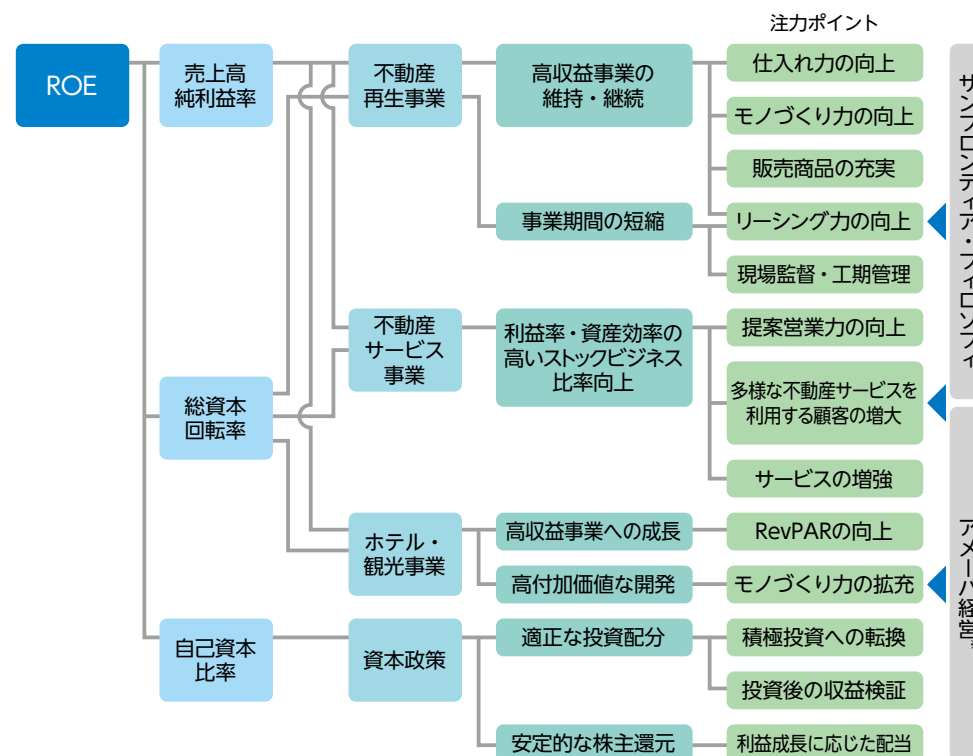 注力ポイント
ROE
売上高
純利益率
不動産
再生事業
高収益事業の
維持・継続
仕入れ力の向上
モノづくり力の向上
販売商品の充実
事業期間の短縮
リーシング力の向上
現場監督・工期管理
総資本
回転率
不動産
サービス
事業
利益率・資産効率の
高いストックビジネス
比率向上
提案営業力の向上
多様な不動産サービスを
利用する顧客の増大
サービスの増強
ホテル・
観光事業
高収益事業への成長
RevPARの向上
高付加価値な開発
モノづくり力の拡充
自己資本
比率
資本政策
適正な投資配分
積極投資への転換
投資後の収益検証
安定的な株主還元
利益成長に応じた配当
サンフロンティア・フィロソフィ
アメーバ経営